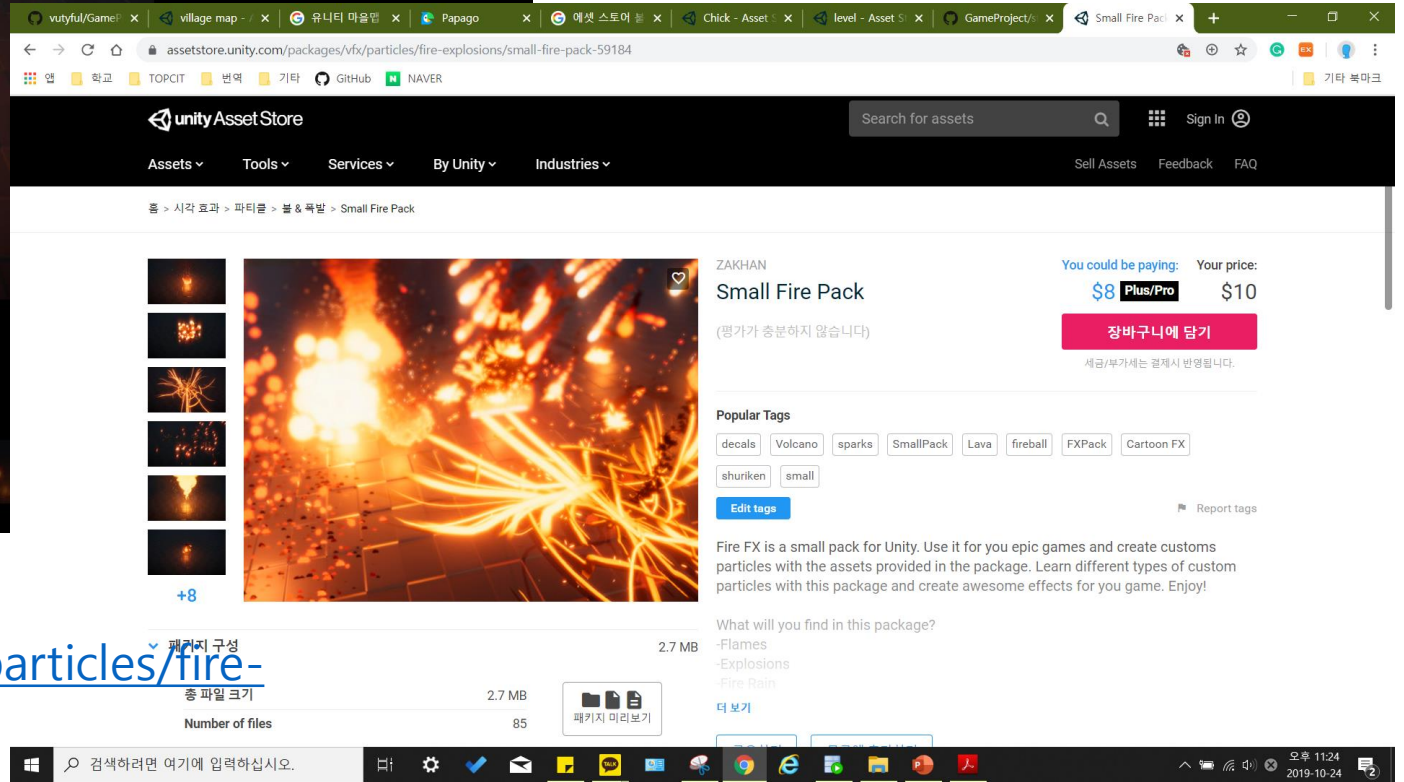 vutyful/GameP
village map - A
유니티 마을맵
Papago
에셋 스토어 불
Chick - Asset S
level - Asset St
GameProject/s
Small Fire Pack
assetstore.unity.com/packages/vfx/particles/fire-explosions/small-fire-pack-59184
앱 학교 TOPCIT 번역 기타 GitHub N NAVER 기타 북마크
unity Asset Store
Search for assets
Sign In
Assets Tools Services By Unity Industries
Sell Assets Feedback FAQ
홈 > 시각 효과 > 파티클 > 불 & 폭발 > Small Fire Pack
ZAKHAN
You could be paying: Your price:
Small Fire Pack
$8 Plus/Pro $10
(평가가 충분하지 않습니다)
장바구니에 담기
세금/부가세는 결제시 반영됩니다.
Popular Tags
decals Volcano sparks SmallPack Lava fireball FXPack Cartoon FX
shuriken small
Edit tags
Report tags
Fire FX is a small pack for Unity. Use it for you epic games and create customs
particles with the assets provided in the package. Learn different types of custom
particles with this package and create awesome effects for you game. Enjoy!
+8
What will you find in this package?
-Flames
-Explosions
-Fire Rain
더 보기
패키지 구성 2.7 MB
particles/fire-
총 파일 크기 2.7 MB
Number of files 85
패키지 미리보기
검색하려면 여기에 입력하십시오.
TALK
오후 11:24
2019-10-24
2